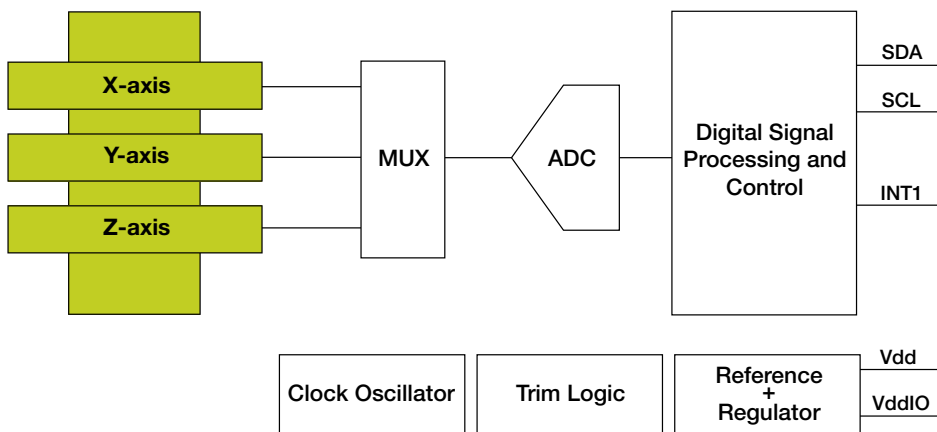 X-axis
Y-axis
Z-axis
MUX
ADC
Digital Signal
Processing and
Control
SDA
SCL
INT1
Clock Oscillator
Trim Logic
Reference
+
Regulator
Vdd
VddIO